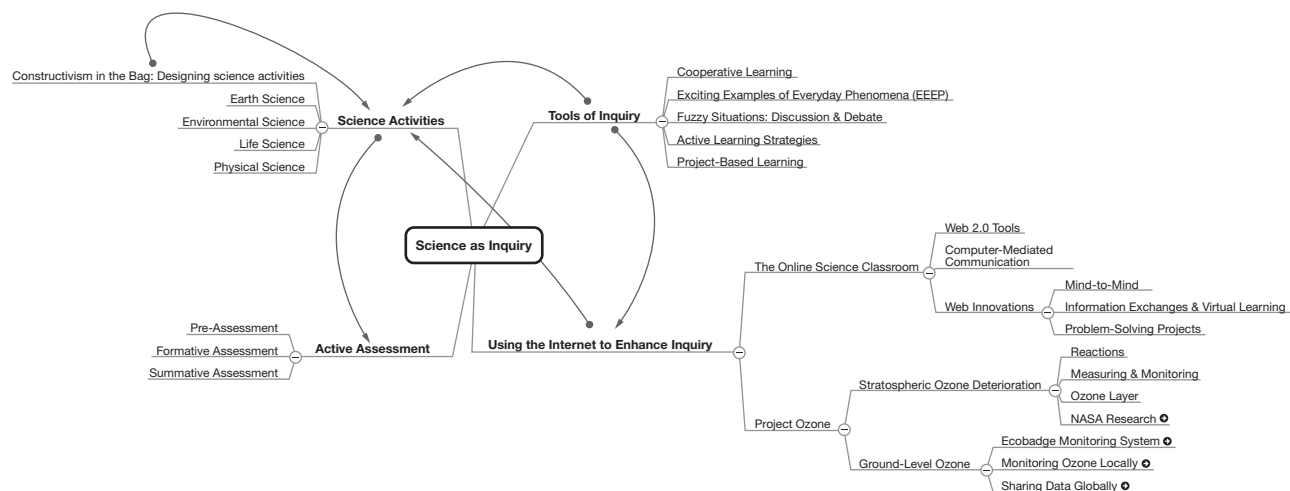 Constructivism in the Bag: Designing science activities
Earth Science
Environmental Science
Life Science
Physical Science
Science Activities
Tools of Inquiry
Cooperative Learning
Exciting Examples of Everyday Phenomena (EEEP)
Fuzzy Situations: Discussion & Debate
Active Learning Strategies
Project-Based Learning
Science as Inquiry
Pre-Assessment
Formative Assessment
Summative Assessment
Active Assessment
Using the Internet to Enhance Inquiry
The Online Science Classroom
Web 2.0 Tools
Computer-Mediated
Communication
Web Innovations
Mind-to-Mind
Information Exchanges & Virtual Learning
Problem-Solving Projects
Project Ozone
Stratospheric Ozone Deterioration
Reactions
Measuring & Monitoring
Ozone Layer
NASA Research
Ground-Level Ozone
Ecobadge Monitoring System
Monitoring Ozone Locally
Sharing Data Globally